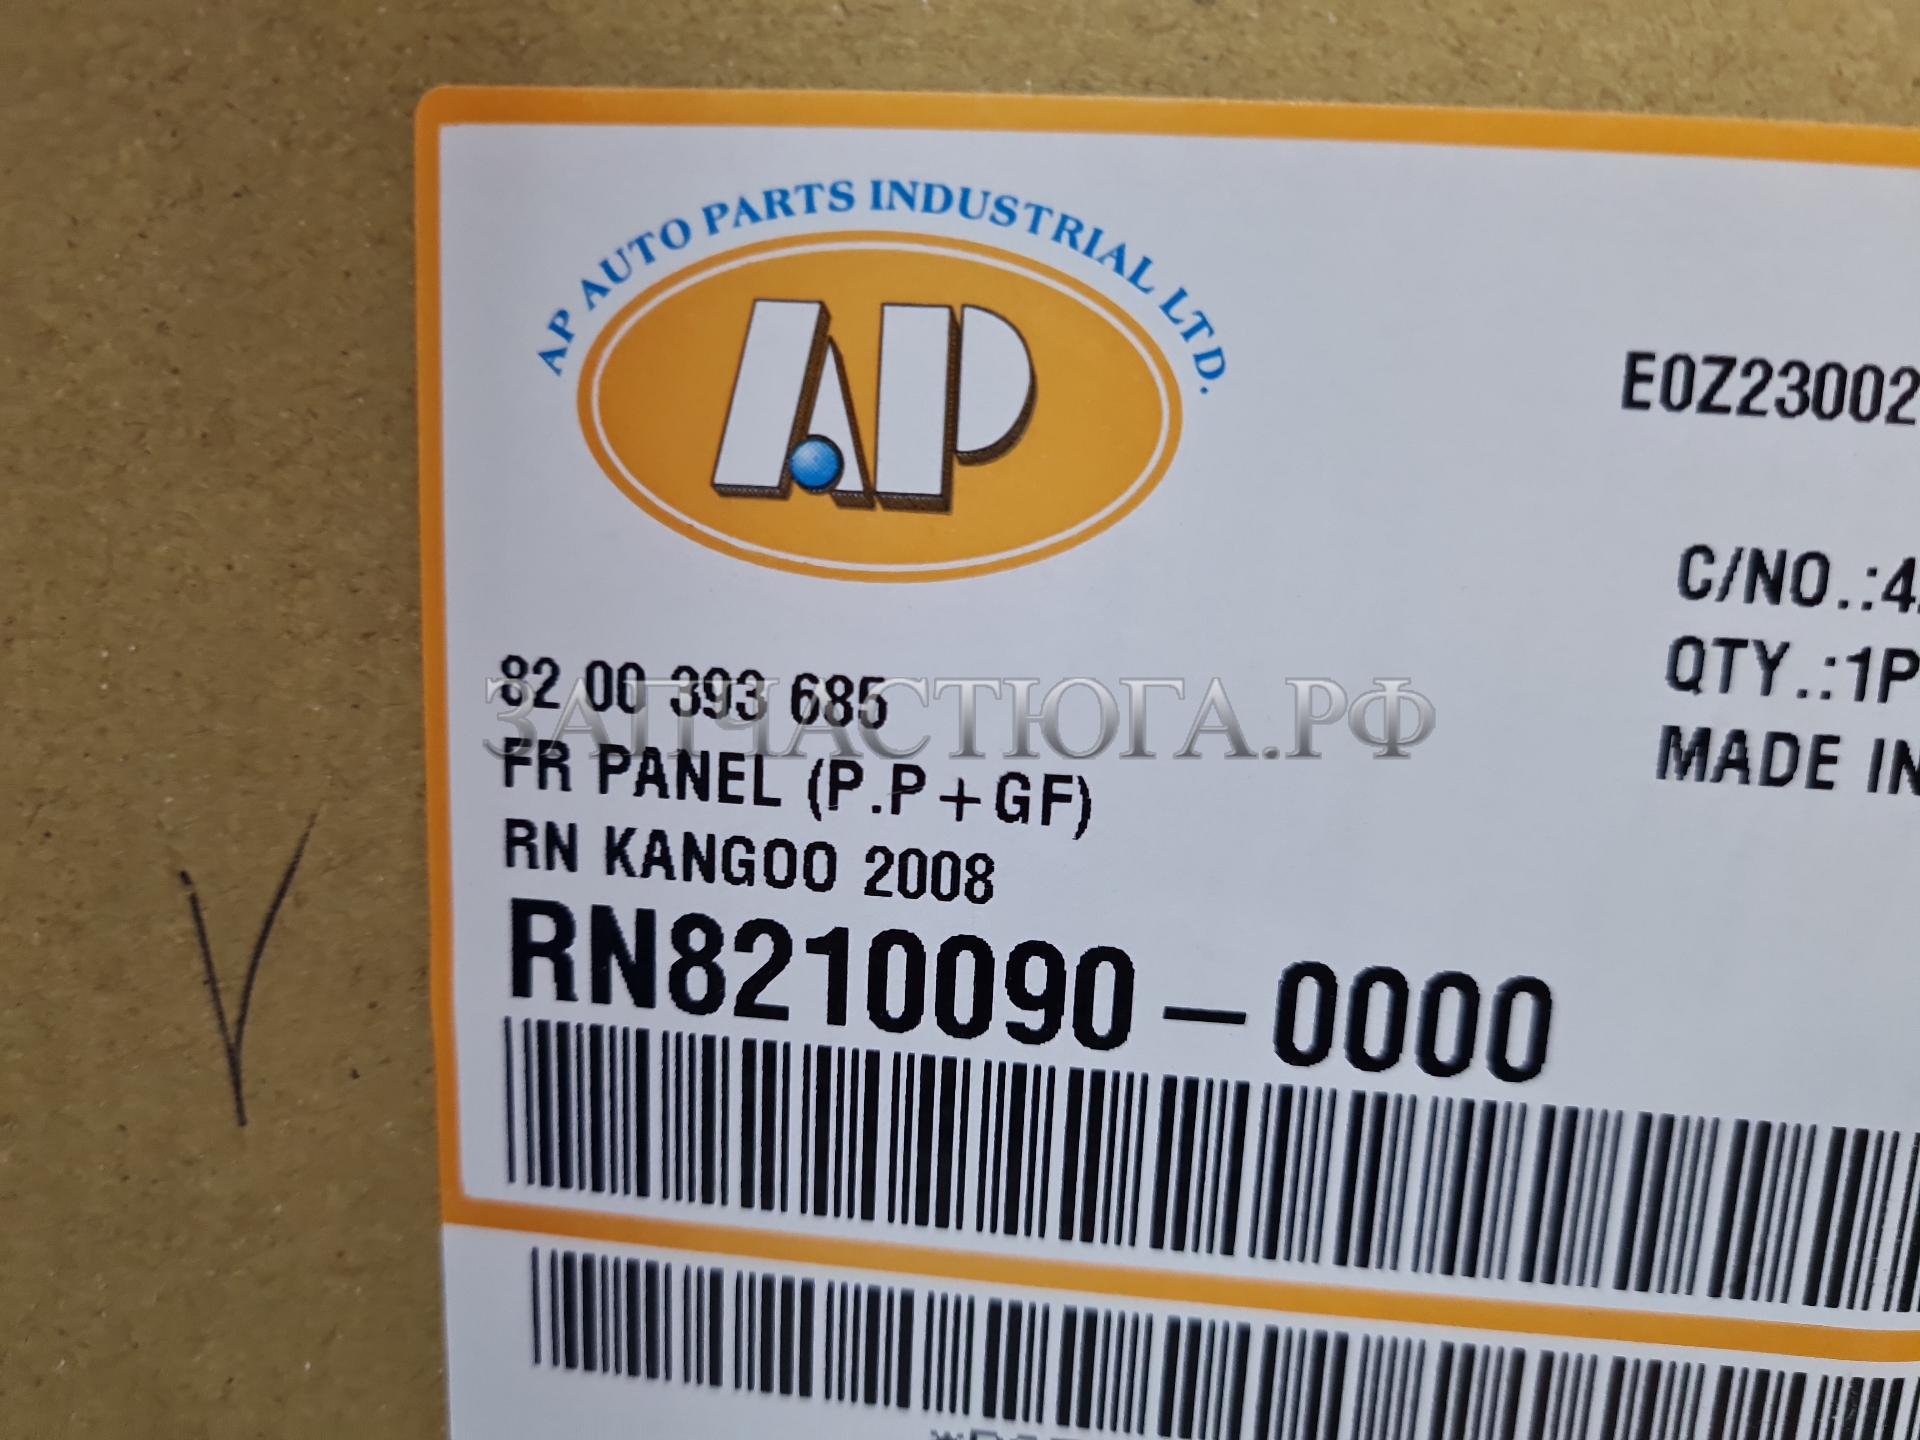 AP AUTO PARTS INDUSTRIAL LTD.
AP
E0Z23002
C/NO.:4
QTY.:1P
MADE IN
82 00 393 685
ЗАПЧАСТЮГА.РФ
FR PANEL (P.P+GF)
RN KANGOO 2008
RN8210090-0000